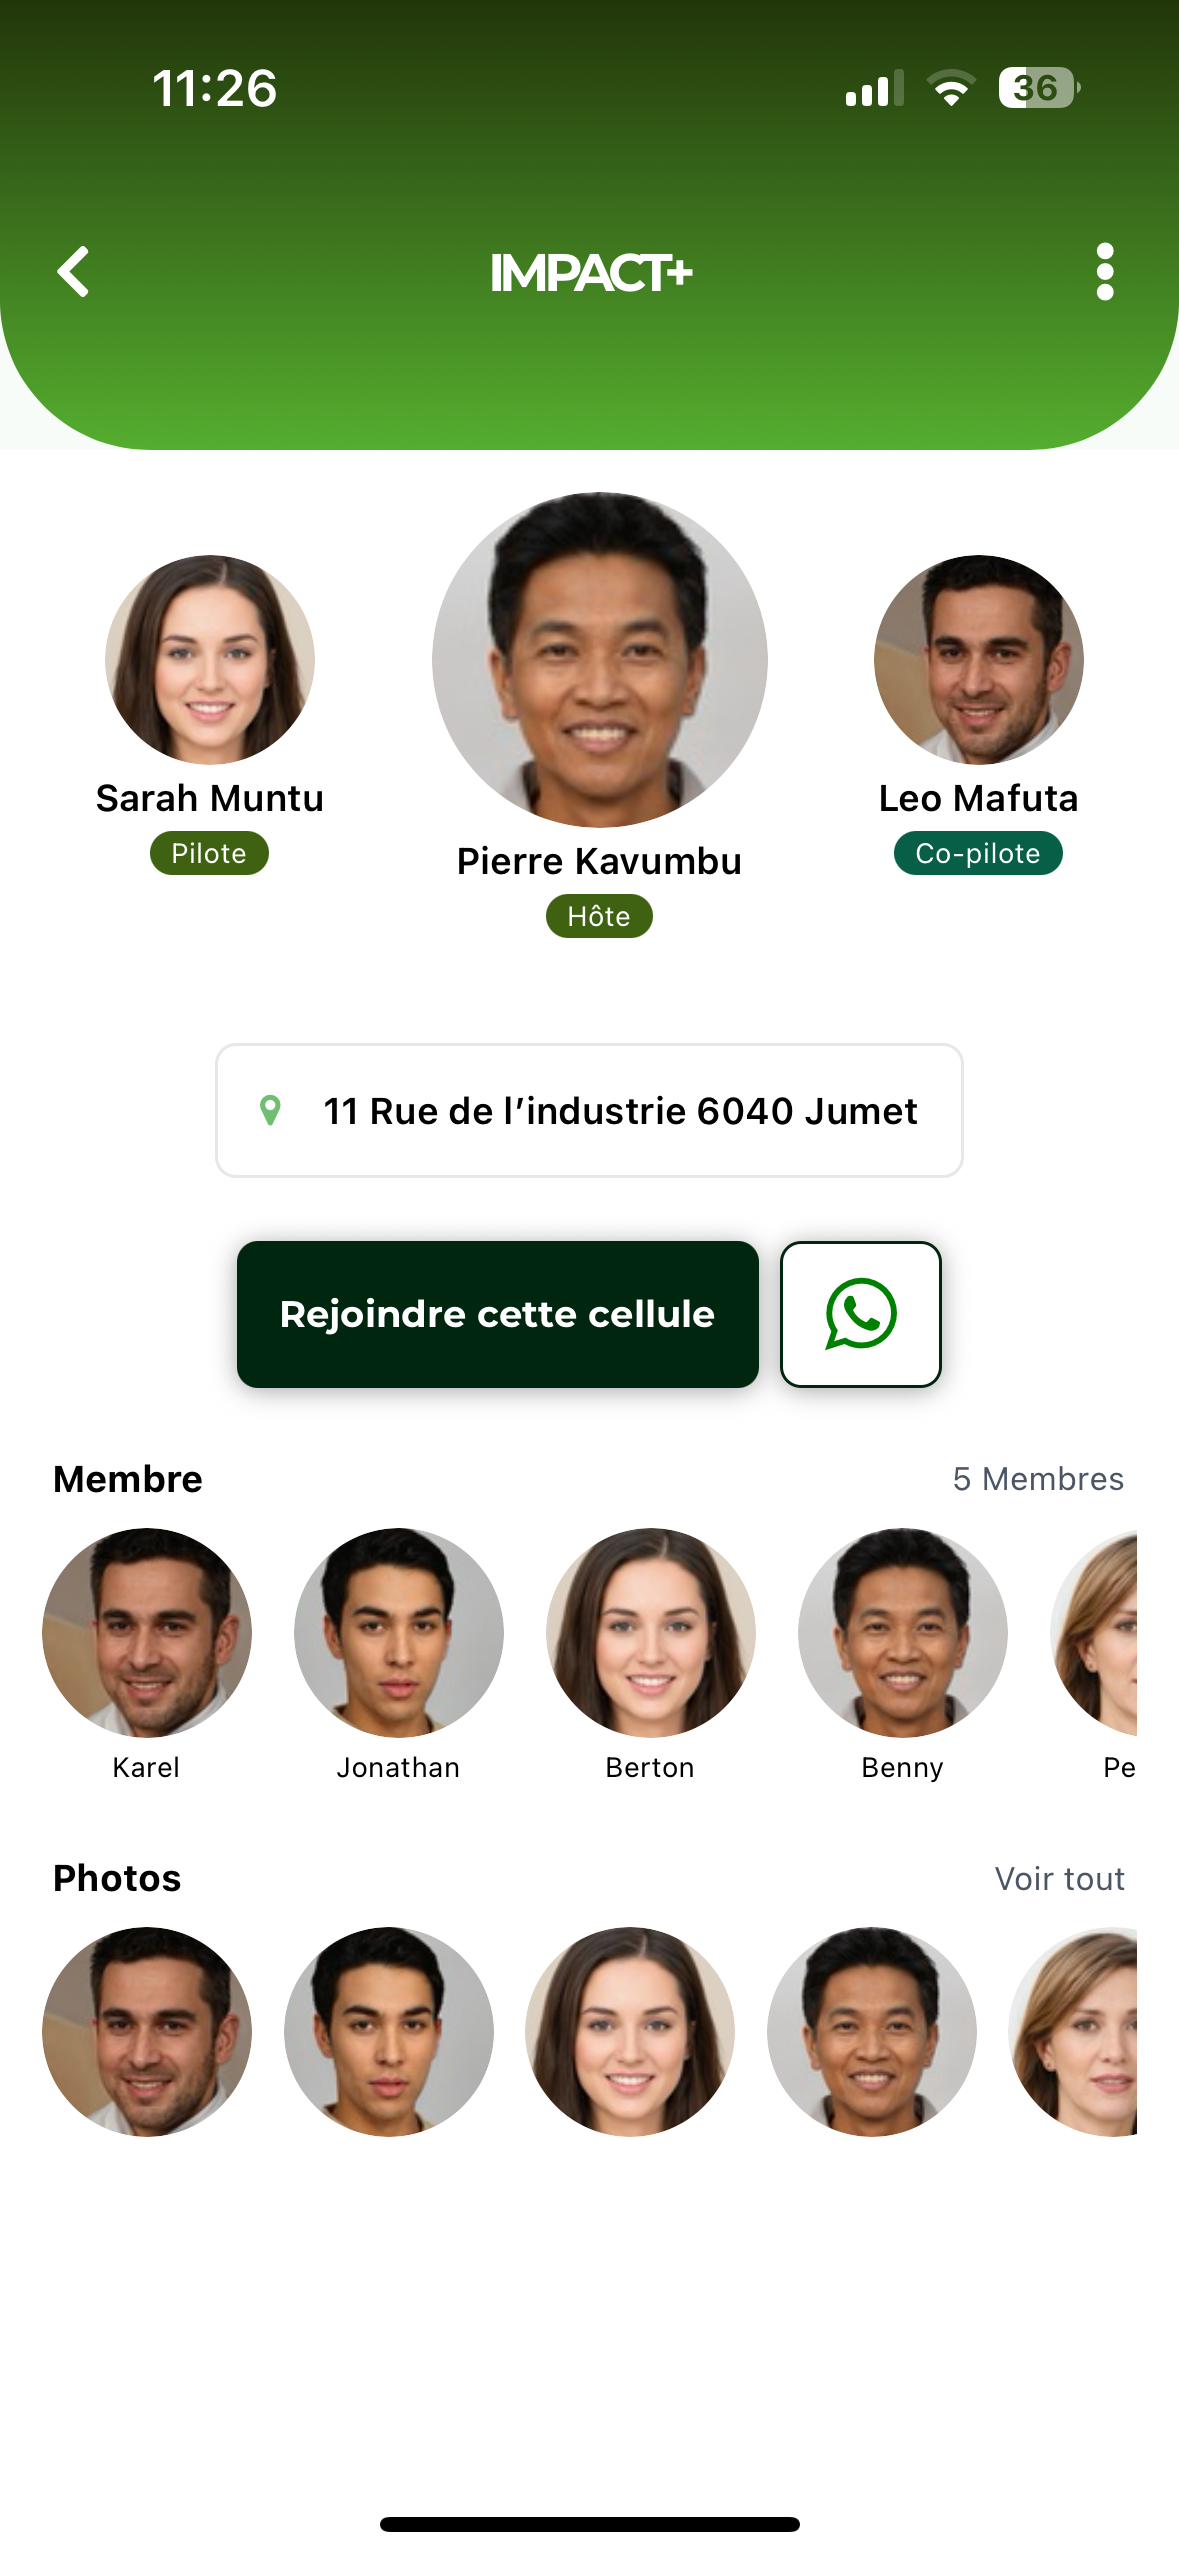 11:26
36
IMPACT+
Sarah Muntu
Pilote
Pierre Kavumbu
Hôte
Leo Mafuta
Co-pilote
11 Rue de l’industrie 6040 Jumet
Rejoindre cette cellule
Membre
5 Membres
Karel
Jonathan
Berton
Benny
Pe
Photos
Voir tout